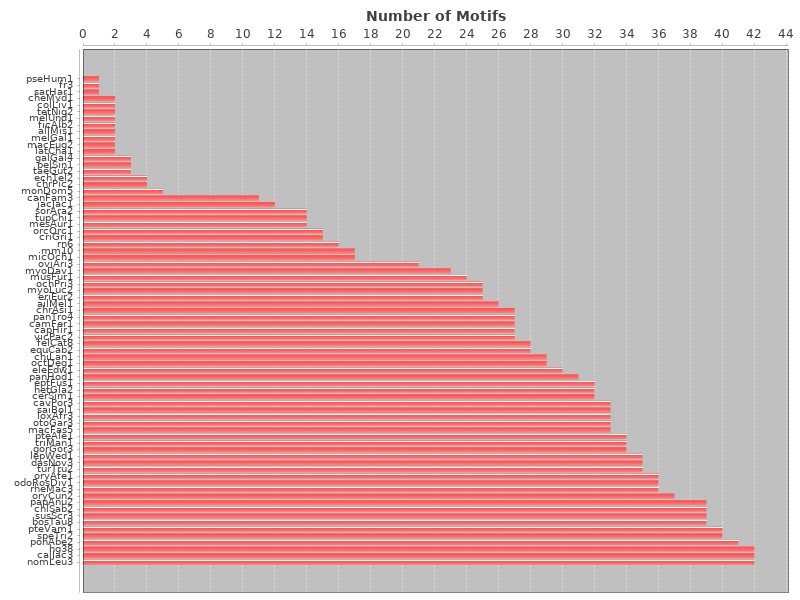 Number of Motifs
0 2 4 6 8 10 12 14 16 18 20 22 24 26 28 30 32 34 36 38 40 42 44
pseHum1
fr3
sarHar1
cheMyd1
colLiv1
tetNig2
melUnd1
ficAlb2
allMis1
melGal1
macEug2
latCha1
galGal4
pelSin1
taeGut2
echTel2
chrPic2
monDom5
canFam3
jacJac1
sorAra2
tupChi1
mesAur1
orcOrc1
criGri1
rn6
mm10
micOch1
oviAri3
myoDav1
musFur1
ochPri3
myoLuc2
eriEur2
ailMel1
chrAsi1
panTro4
camFer1
capHir1
vicPac2
felCat8
equCab2
chiLan1
octDeg1
eleEdw1
panHod1
eptFus1
hetGla2
cerSim1
cavPor3
saiBol1
loxAfr3
otoGar3
macFas5
pteAle1
triMan1
gorGor3
lepWed1
dasNov3
turTru2
oryAfe1
odoRosDiv1
rheMac3
oryCun2
papAnu2
chlSab2
susScr3
bosTau8
pteVam1
speTri2
ponAbe2
hg38
calJac3
nomLeu3